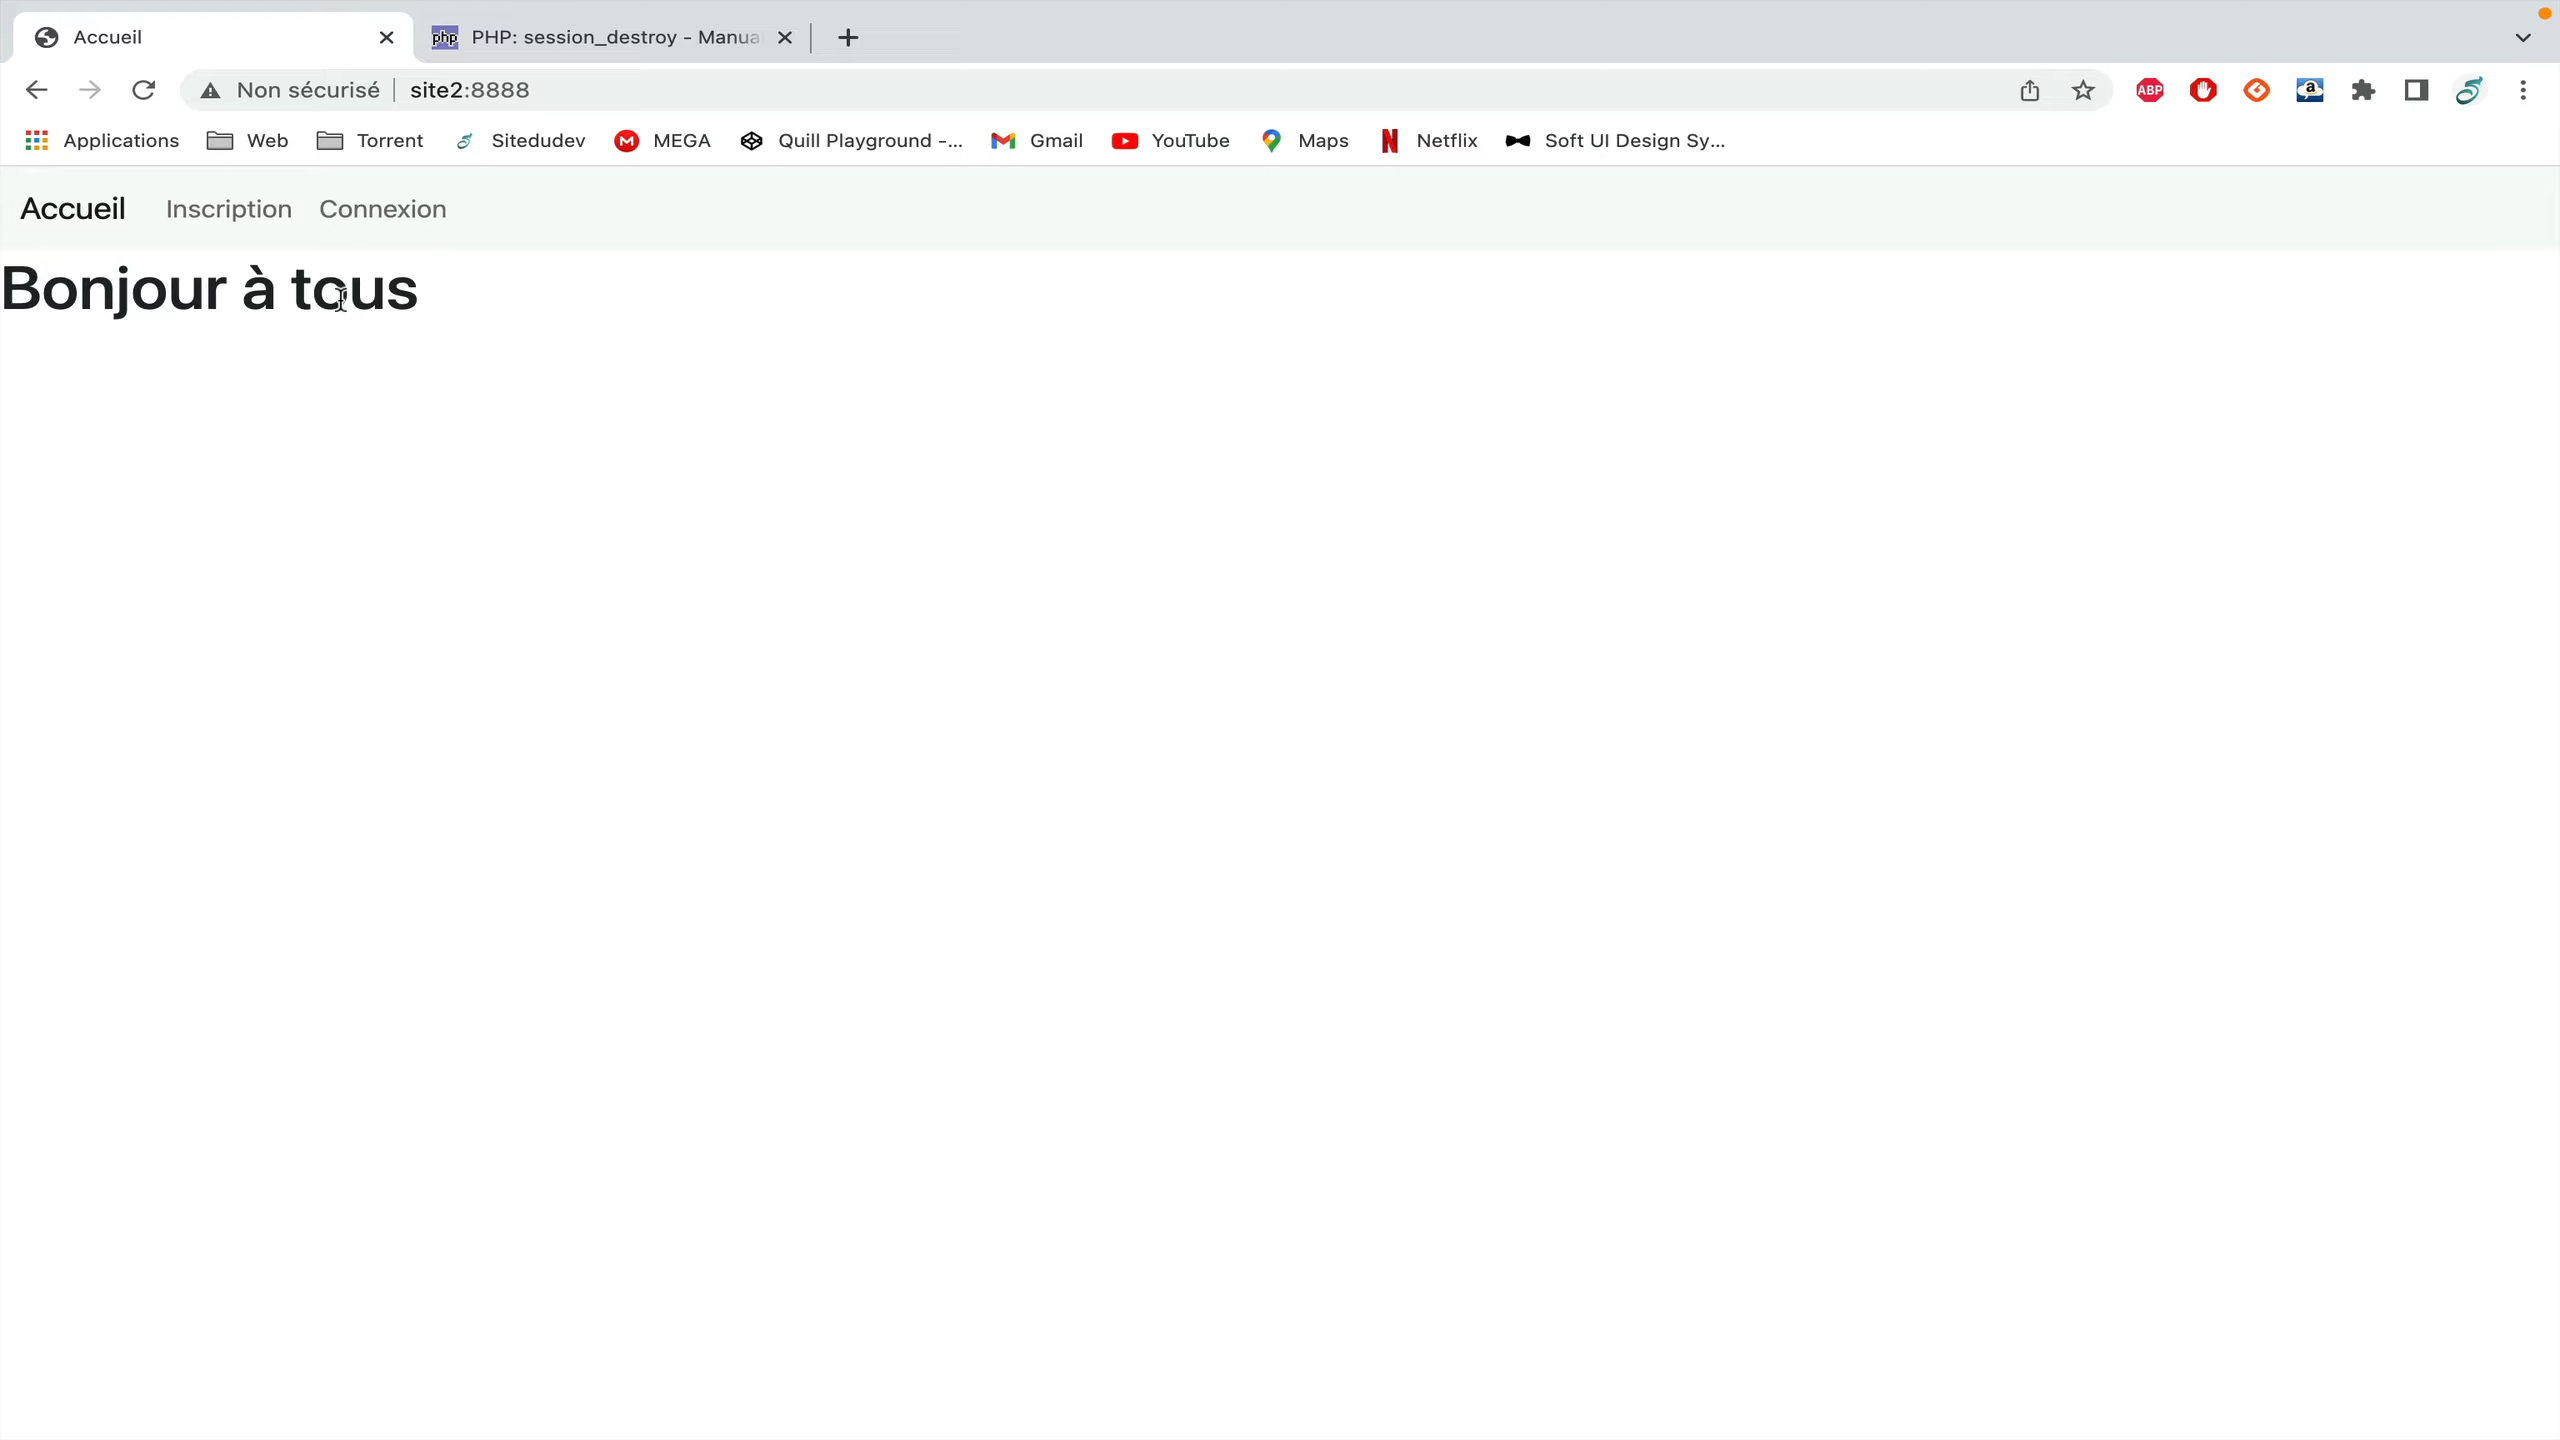 Accueil
php PHP: session_destroy - Manua
Non sécurisé | site2:8888
ABP
a
Applications Web Torrent Sitedudev M MEGA Quill Playground -... Gmail YouTube Maps N Netflix Soft UI Design Sy...
Accueil Inscription Connexion
Bonjour à tous